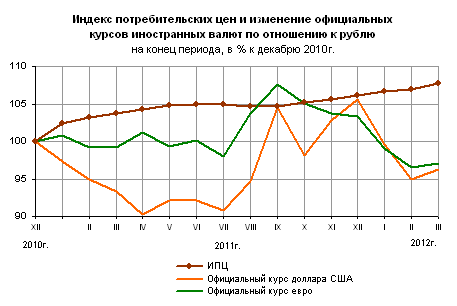 Индекс потребительских цен и изменение официальных
курсов иностранных валют по отношению к рублю
на конец периода, в % к декабрю 2010г.
110
105
100
95
90
XII II III IV V VI VII VIII IX X XI XII I II III
2010г. 2011г. 2012г.
ИПЦ
Официальный курс доллара США
Официальный курс евро